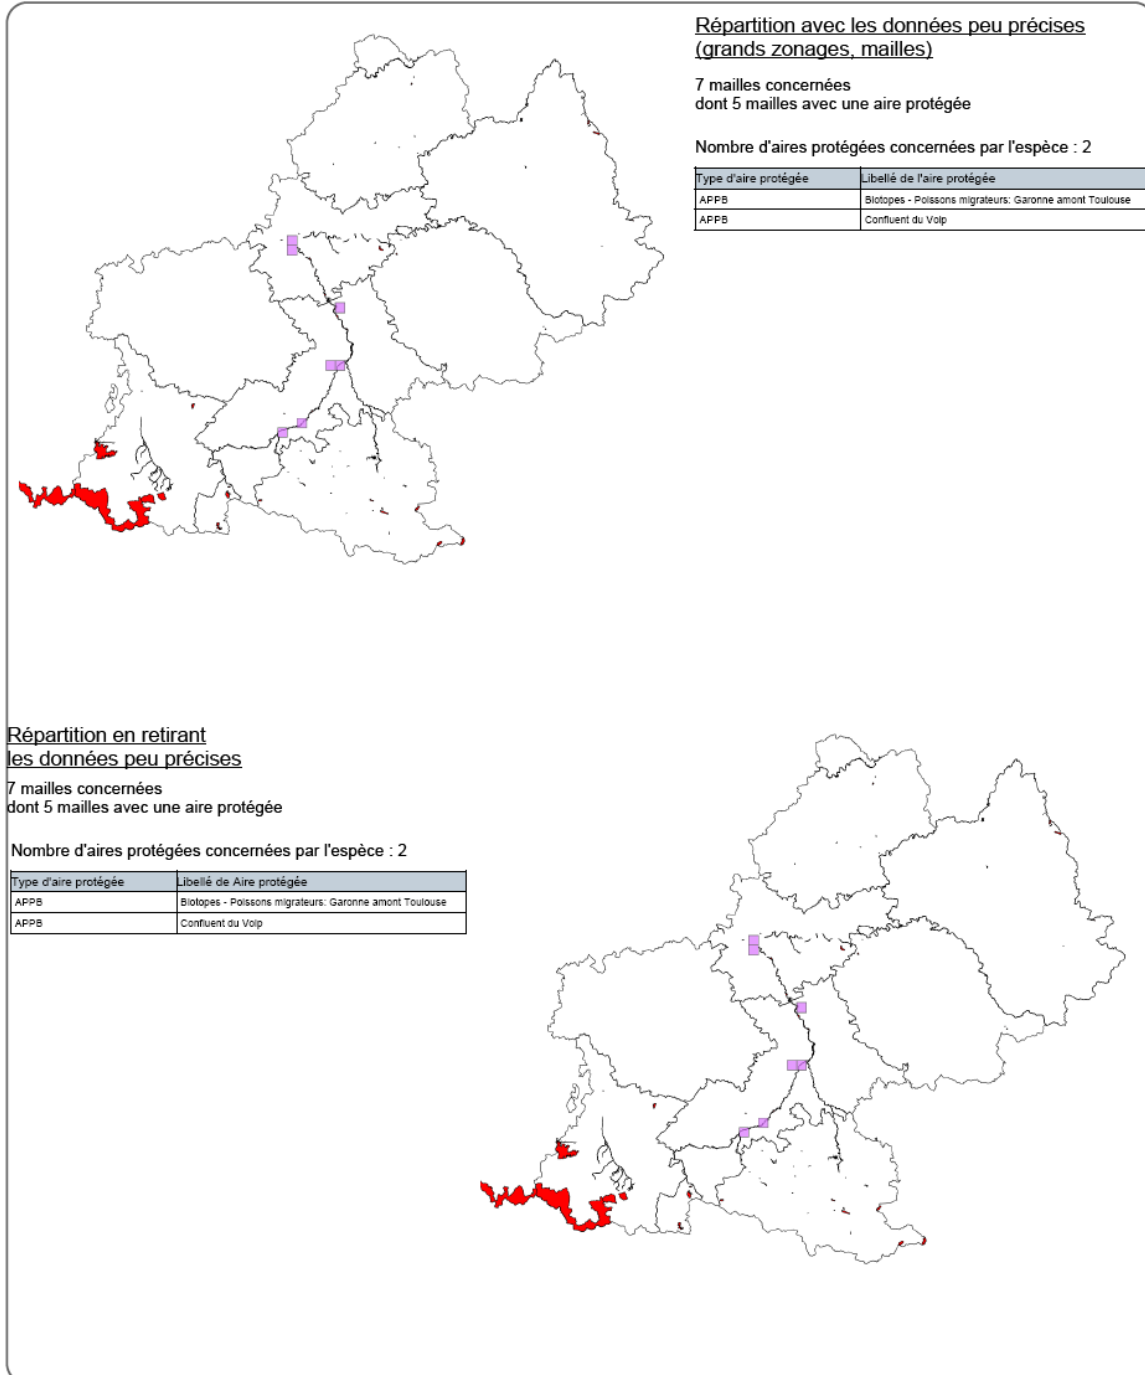 Répartition avec les données peu précises
(grands zonages, mailles)
7 mailles concernées
dont 5 mailles avec une aire protégée
Nombre d'aires protégées concernées par l'espèce : 2
Type d'aire protégée Libellé de l'aire protégée
APPB Biotopes - Poissons migrateurs: Garonne amont Toulouse
APPB Confluent du Volp
Répartition en retirant
les données peu précises
7 mailles concernées
dont 5 mailles avec une aire protégée
Nombre d'aires protégées concernées par l'espèce : 2
Type d'aire protégée Libellé de Aire protégée
APPB Biotopes - Poissons migrateurs: Garonne amont Toulouse
APPB Confluent du Volp